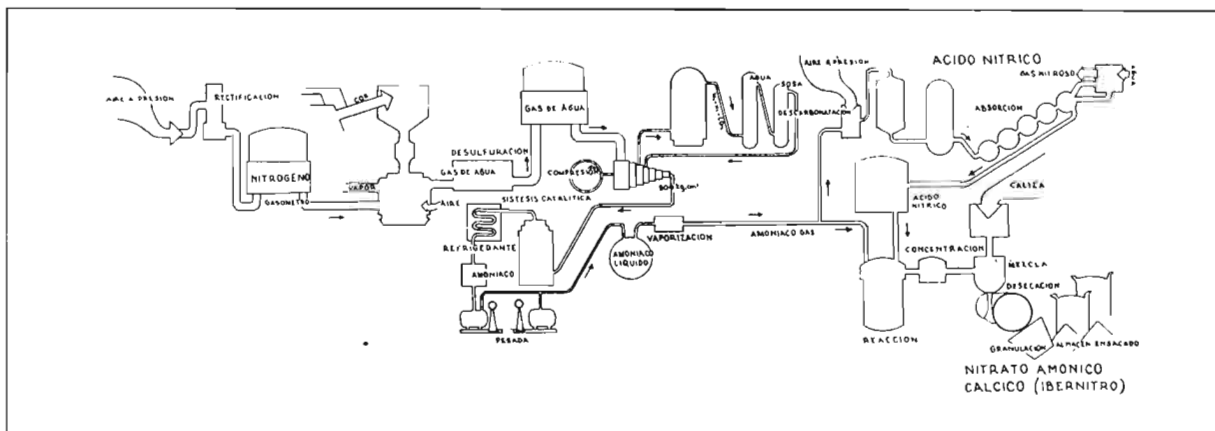 AIRE A PRESION
RECTIFICACION
NITROGENO
GASOMETRO
COK
VAPOR
AIRE
DESULFURACION
GAS DE AGUA
GAS DE AGUA
COMPRESION
SISTESIS CATALITICA
REFRIGEDANTE
AMONIACO
PESADA
AGUA
SOSA
DESCARBONATACION
AMONIACO
LIQUIDO
VAPORIZACION
AMONIACO GAS
AIRE A PRESION
ACIDO NITRICO
GAS NITROSO
ABSORCION
ACIDO
NITRICO
CALIZA
CONCENTRACION
MEZCLA
DESECACION
REACCION
GRANULACION
ALMACEN ENSACADO
NITRATO AMONICO
CALCICO (IBERNITRO)